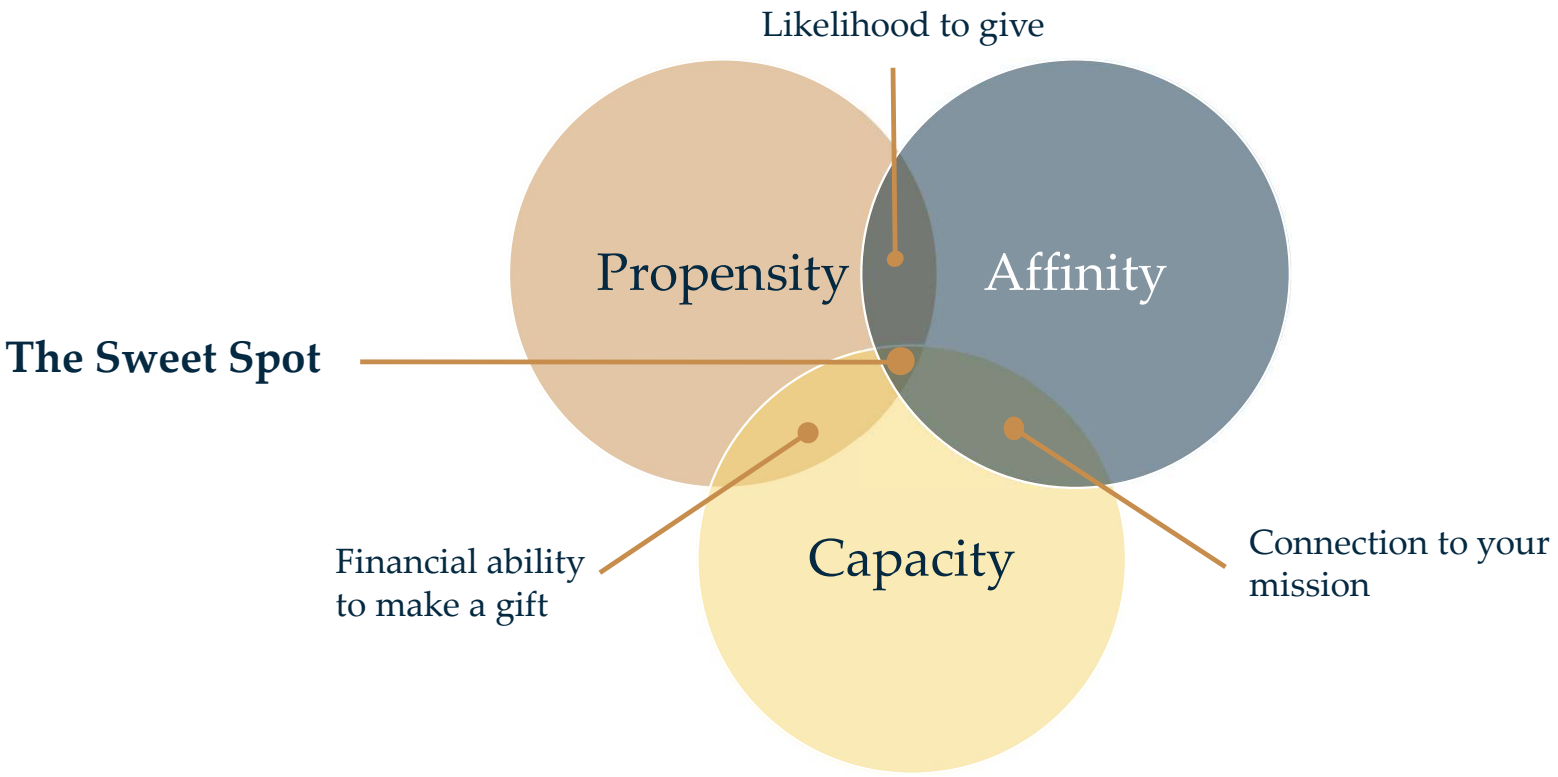 Likelihood to give
Propensity
Affinity
The Sweet Spot
Financial ability
to make a gift
Capacity
Connection to your
mission